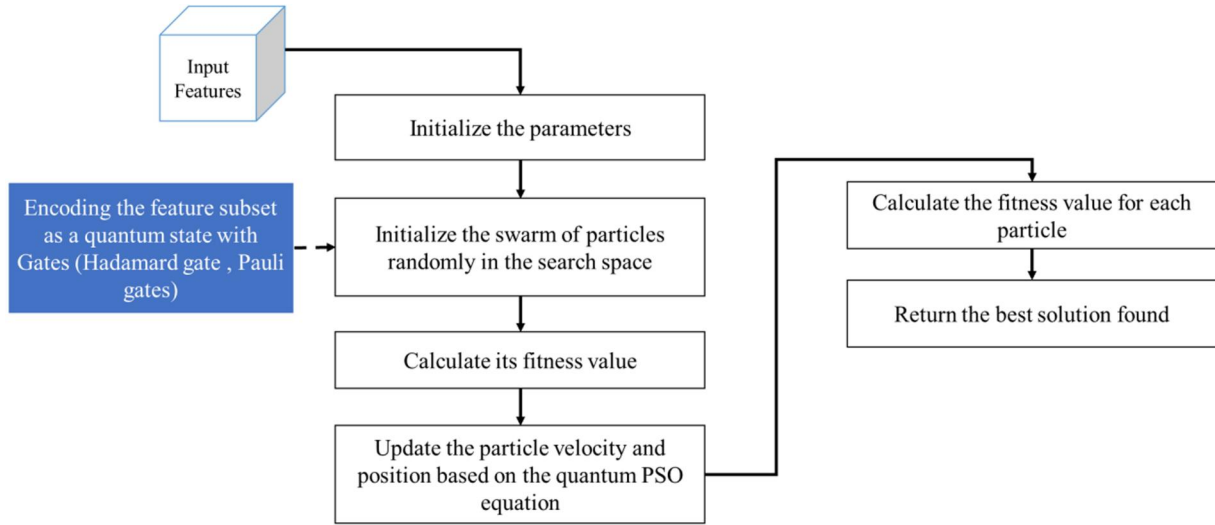 Input
Features
Initialize the parameters
Encoding the feature subset
as a quantum state with
Gates (Hadamard gate , Pauli
gates)
Initialize the swarm of particles
randomly in the search space
Calculate its fitness value
Update the particle velocity and
position based on the quantum PSO
equation
Calculate the fitness value for each
particle
Return the best solution found